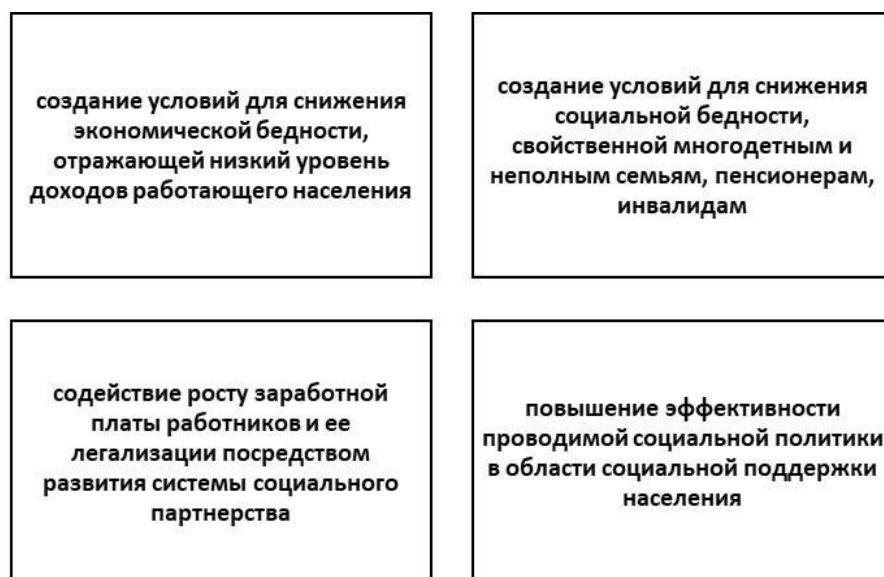 создание условий для снижения
экономической бедности,
отражающей низкий уровень
доходов работающего населения
создание условий для снижения
социальной бедности,
свойственной многодетным и
неполным семьям, пенсионерам,
инвалидам
содействие росту заработной
платы работников и ее
легализации посредством
развития системы социального
партнерства
повышение эффективности
проводимой социальной политики
в области социальной поддержки
населения